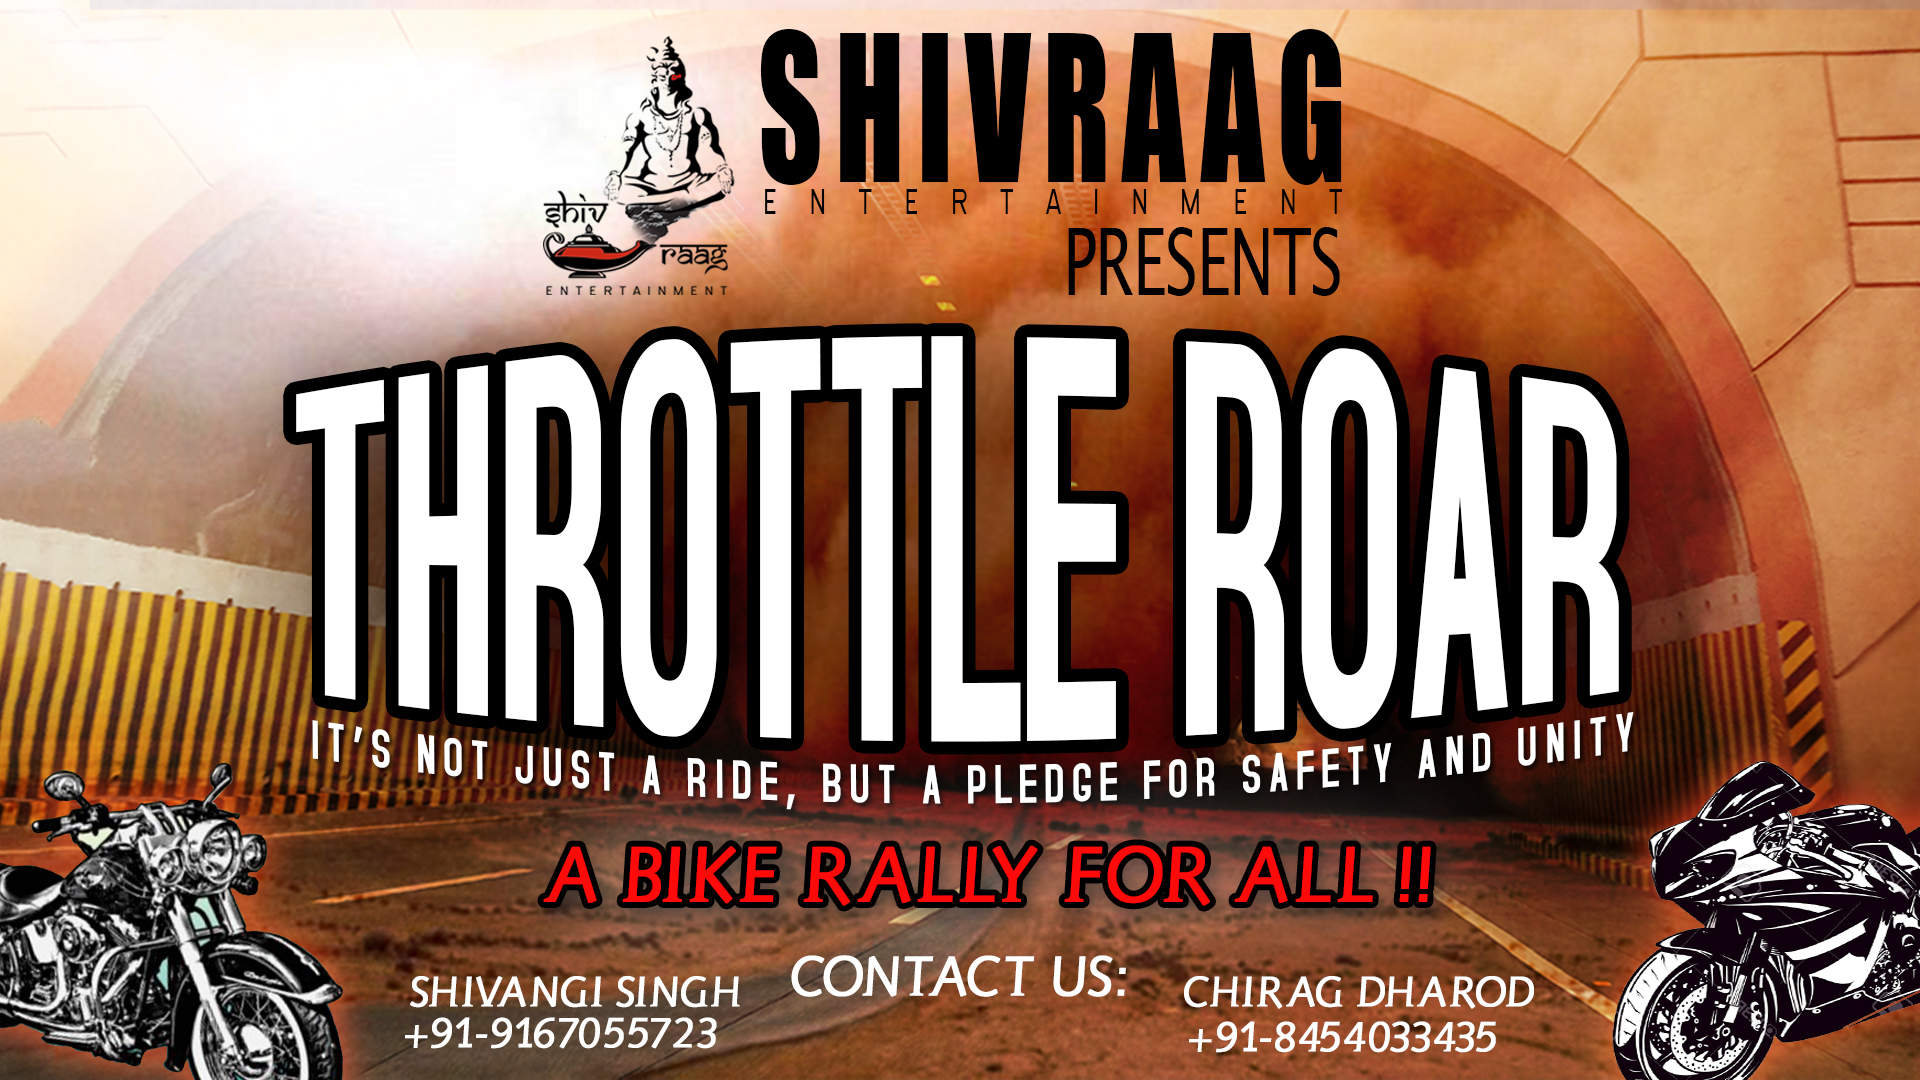 SHIVRAAG
ENTERTAINMENT
PRESENTS
shiv
raag
ENTERTAINMENT
THROTTLE ROAR
IT'S NOT JUST A RIDE, BUT A PLEDGE FOR SAFETY AND UNITY
A BIKE RALLY FOR ALL !!
CONTACT US:
SHIVANGI SINGH
+91-9167055723
CHIRAG DHAROD
+91-8454033435